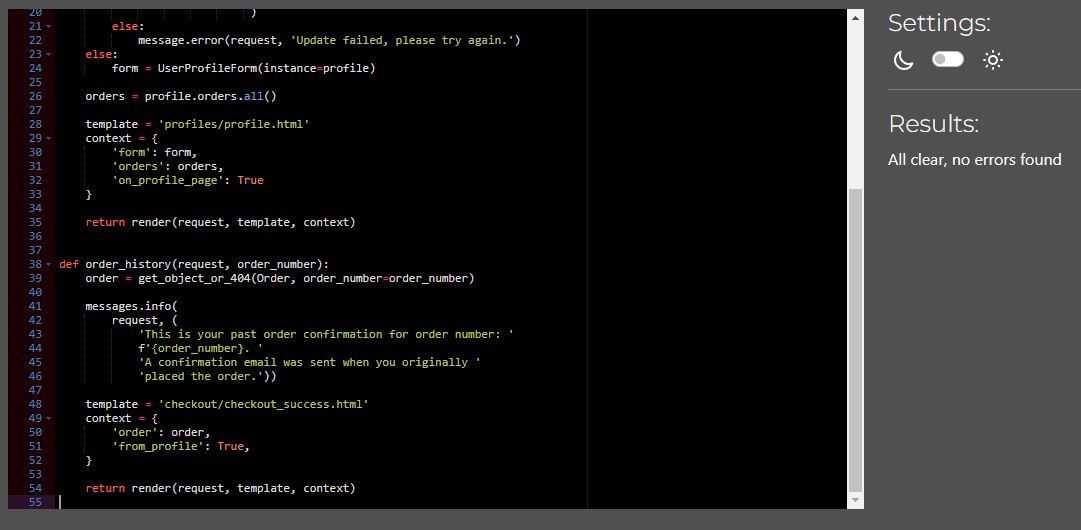 20                             )
21        else:
22            message.error(request, 'Update failed, please try again.')
23    else:
24        form = UserProfileForm(instance=profile)
25
26    orders = profile.orders.all()
27
28    template = 'profiles/profile.html'
29    context = {
30        'form': form,
31        'orders': orders,
32        'on_profile_page': True
33    }
34
35    return render(request, template, context)
36
37
38 def order_history(request, order_number):
39    order = get_object_or_404(Order, order_number=order_number)
40
41    messages.info(
42        request, (
43            'This is your past order confirmation for order number: '
44            f'{order_number}. '
45            'A confirmation email was sent when you originally '
46            'placed the order.'))
47
48    template = 'checkout/checkout_success.html'
49    context = {
50        'order': order,
51        'from_profile': True,
52    }
53
54    return render(request, template, context)
55
Settings:
Results:
All clear, no errors found